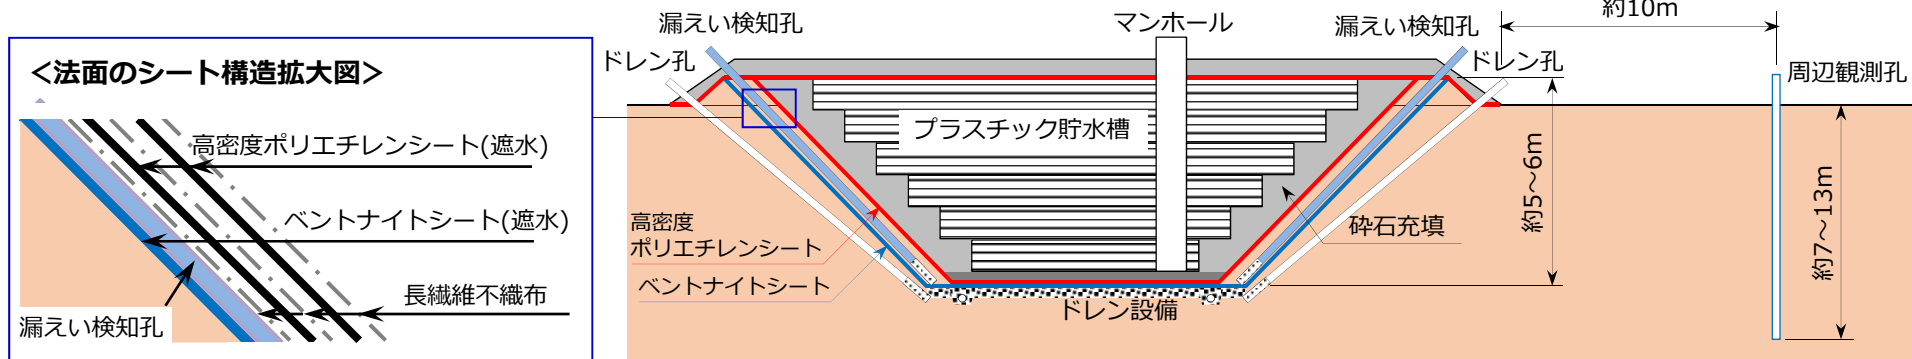 <法面のシート構造拡大図>
高密度ポリエチレンシート(遮水)
ベントナイトシート(遮水)
長繊維不織布
漏えい検知孔
漏えい検知孔
ドレン孔
マンホール
漏えい検知孔
ドレン孔
約10m
周辺観測孔
プラスチック貯水槽
高密度
ポリエチレンシート
ベントナイトシート
砕石充填
ドレン設備
約5～6m
約7～13m